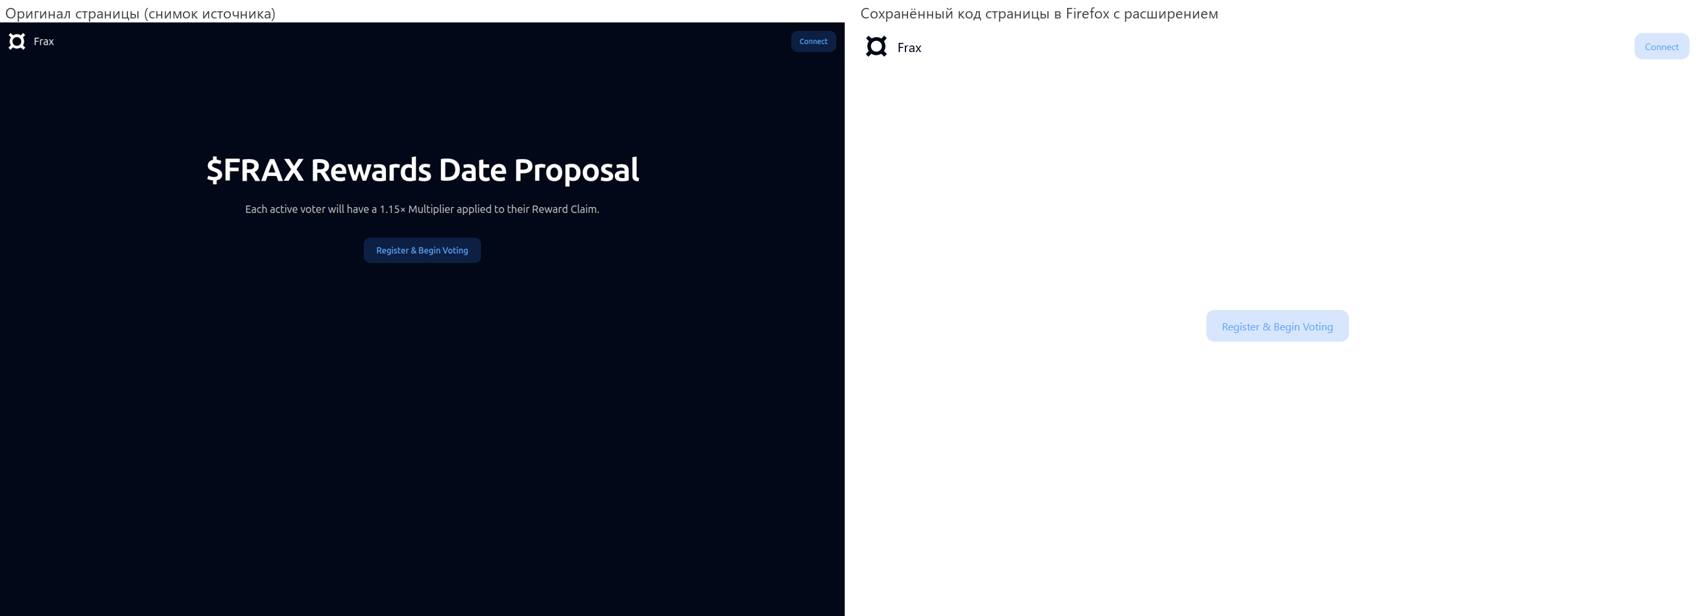 Оригинал страницы (снимок источника)
Frax
Connect
$FRAX Rewards Date Proposal
Each active voter will have a 1.15× Multiplier applied to their Reward Claim.
Register & Begin Voting
Сохранённый код страницы в Firefox с расширением
Frax
Connect
Register & Begin Voting